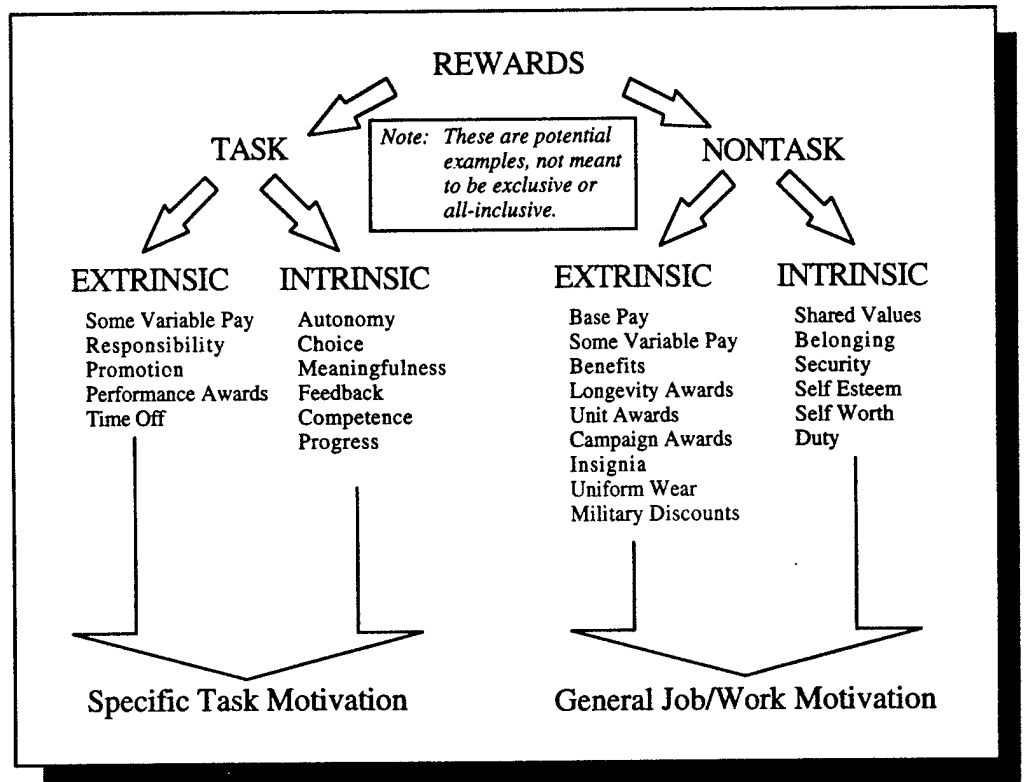 REWARDS
TASK
Note: These are potential
examples, not meant
to be exclusive or
all-inclusive.
NONTASK
EXTRINSIC
Some Variable Pay
Responsibility
Promotion
Performance Awards
Time Off
INTRINSIC
Autonomy
Choice
Meaningfulness
Feedback
Competence
Progress
EXTRINSIC
Base Pay
Some Variable Pay
Benefits
Longevity Awards
Unit Awards
Campaign Awards
Insignia
Uniform Wear
Military Discounts
INTRINSIC
Shared Values
Belonging
Security
Self Esteem
Self Worth
Duty
Specific Task Motivation
General Job/Work Motivation